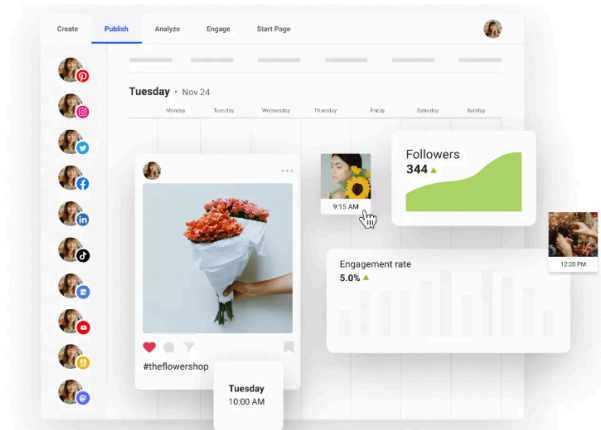 Create Publish Analyze Engage Start Page
Tuesday · Nov 24
Monday Tuesday Wednesday Thursday Friday Saturday Sunday
Followers
344
9:15 AM
Engagement rate
5.0%
12:20 PM
#theflowershop
Tuesday
10:00 AM